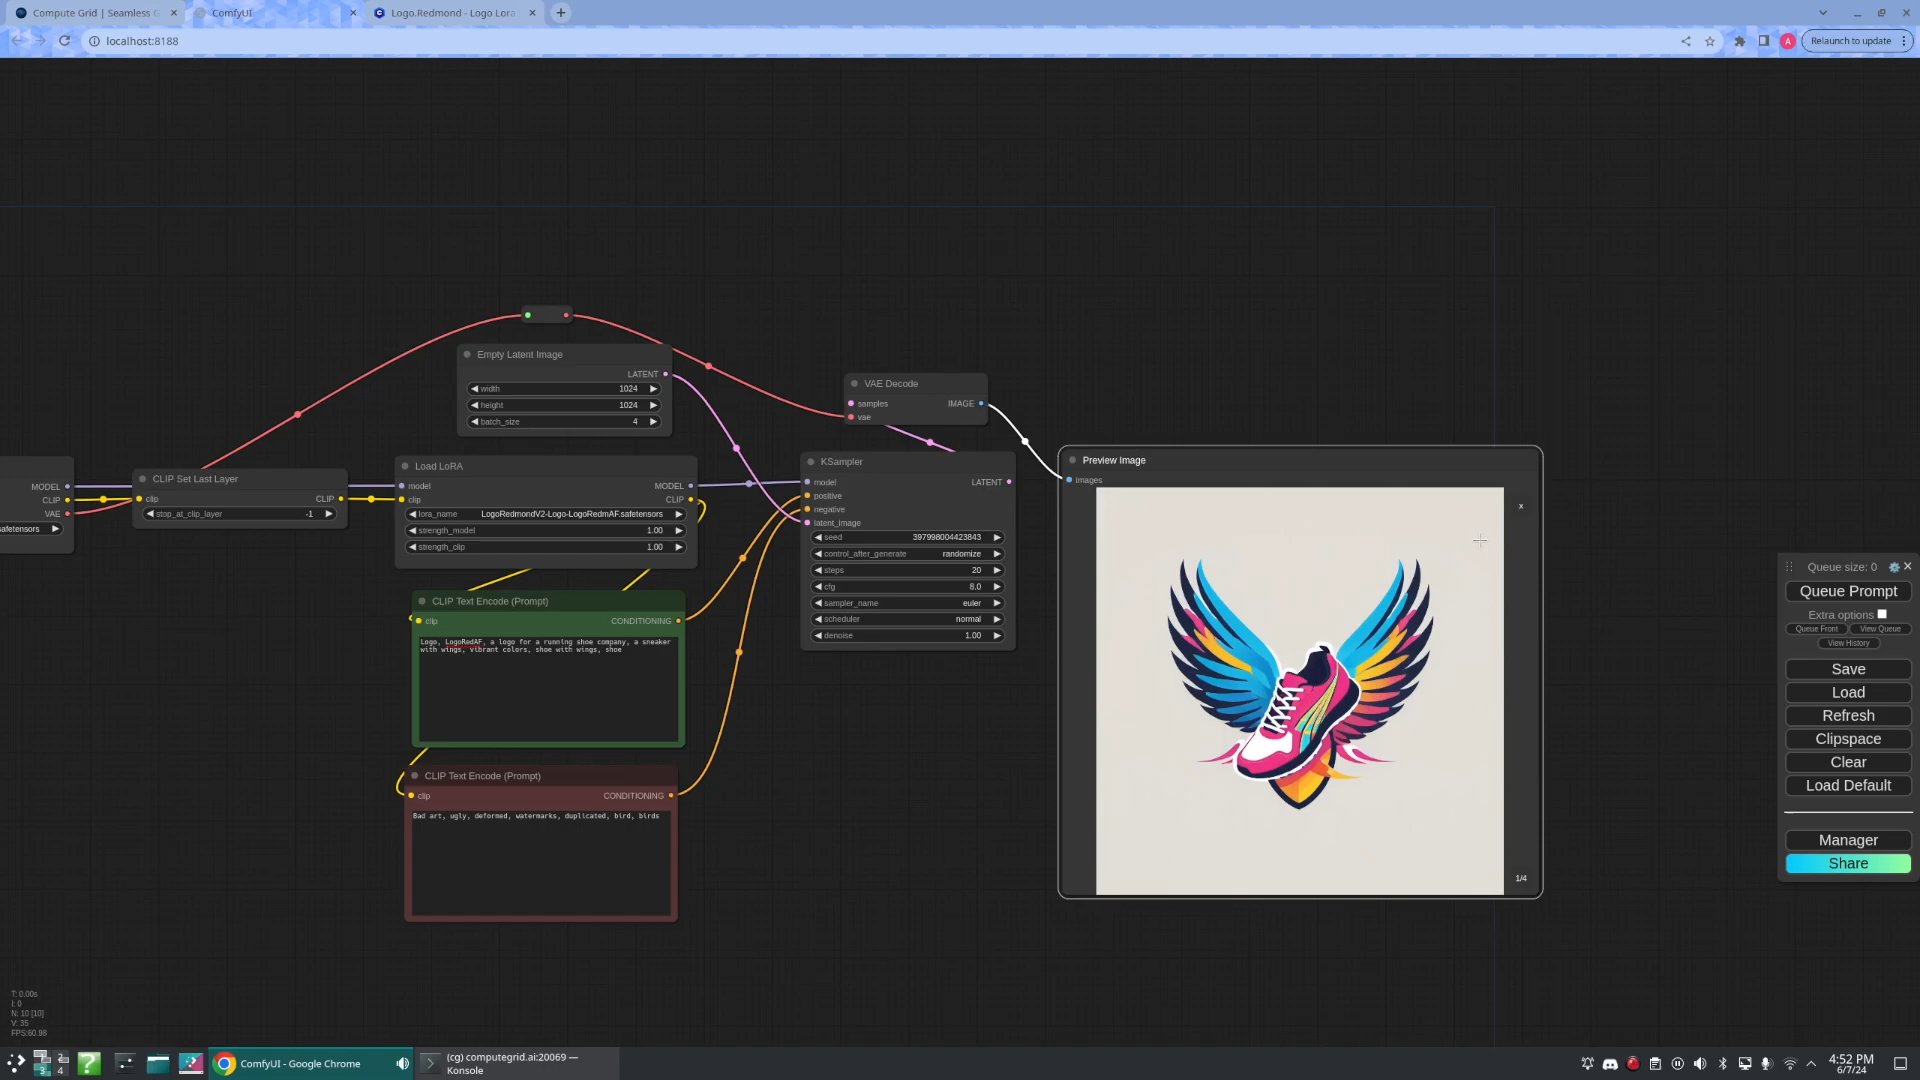 Compute Grid | Seamless G
ComfyUI
Logo.Redmond - Logo Lora
localhost:8188
A
Relaunch to update
Empty Latent Image
LATENT
width 1024
height 1024
batch_size 4
VAE Decode
samples IMAGE
vae
MODEL
CLIP
VAE
safetensors
CLIP Set Last Layer
clip CLIP
stop_at_clip_layer -1
Load LoRA
model MODEL
clip CLIP
lora_name LogoRedmondV2-Logo-LogoRedmAF.safetensors
strength_model 1.00
strength_clip 1.00
KSampler
model LATENT
positive
negative
latent_image
seed 397998004423843
control_after_generate randomize
steps 20
cfg 8.0
sampler_name euler
scheduler normal
denoise 1.00
CLIP Text Encode (Prompt)
clip CONDITIONING
Logo, LogoRedAF, a logo for a running shoe company, a sneaker
with wings, vibrant colors, shoe with wings, shoe
CLIP Text Encode (Prompt)
clip CONDITIONING
Bad art, ugly, deformed, watermarks, duplicated, bird, birds
Preview Image
images
x
1/4
Queue size: 0
Queue Prompt
Extra options
Queue Front View Queue
View History
Save
Load
Refresh
Clipspace
Clear
Load Default
Manager
Share
T: 0.00s
I: 0
N: 10 [10]
V: 35
FPS:60.98
2
3 4
ComfyUI - Google Chrome
(cg) computegrid.ai:20069 —
Konsole
4:52 PM
6/7/24